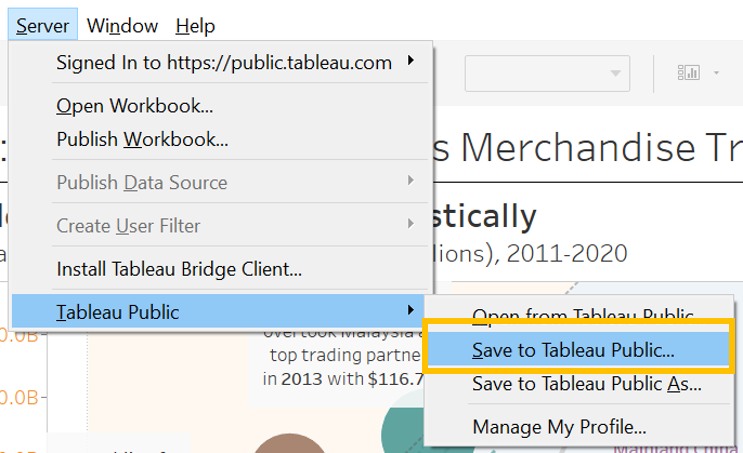 Server Window Help
Signed In to https://public.tableau.com
Open Workbook...
Publish Workbook...
s Merchandise Tr
Publish Data Source
stically
Create User Filter
lions), 2011-2020
Install Tableau Bridge Client...
Tableau Public
Open from Tableau Public
0.0B
overtook Malaysia
top trading partne
Save to Tableau Public...
in 2013 with $116.7
Save to Tableau Public As...
0.0B
Manage My Profile...
Mainland China